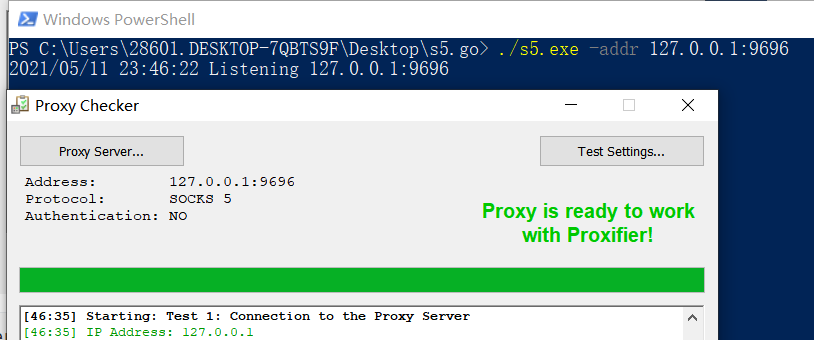 Windows PowerShell
PS C:\Users\28601.DESKTOP-7QBTS9F\Desktop\s5.go> ./s5.exe -addr 127.0.0.1:9696
2021/05/11 23:46:22 Listening 127.0.0.1:9696
Proxy Checker
Proxy Server... Test Settings...
Address: 127.0.0.1:9696
Protocol: SOCKS 5
Authentication: NO
Proxy is ready to work
with Proxifier!
[46:35] Starting: Test 1: Connection to the Proxy Server
[46:35] IP Address: 127.0.0.1